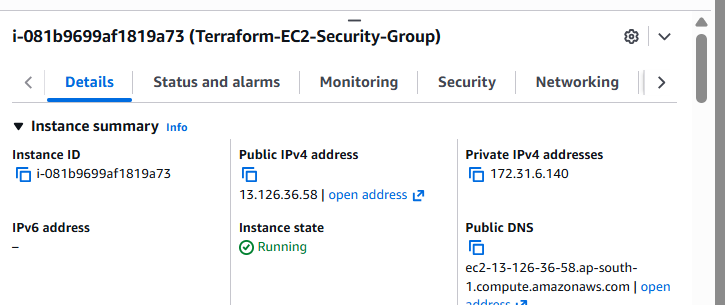 i-081b9699af1819a73 (Terraform-EC2-Security-Group)
Details
Status and alarms
Monitoring
Security
Networking
Instance summary Info
Instance ID
i-081b9699af1819a73
Public IPv4 address
13.126.36.58 | open address
Private IPv4 addresses
172.31.6.140
IPv6 address
–
Instance state
Running
Public DNS
ec2-13-126-36-58.ap-south-
1.compute.amazonaws.com | open
address